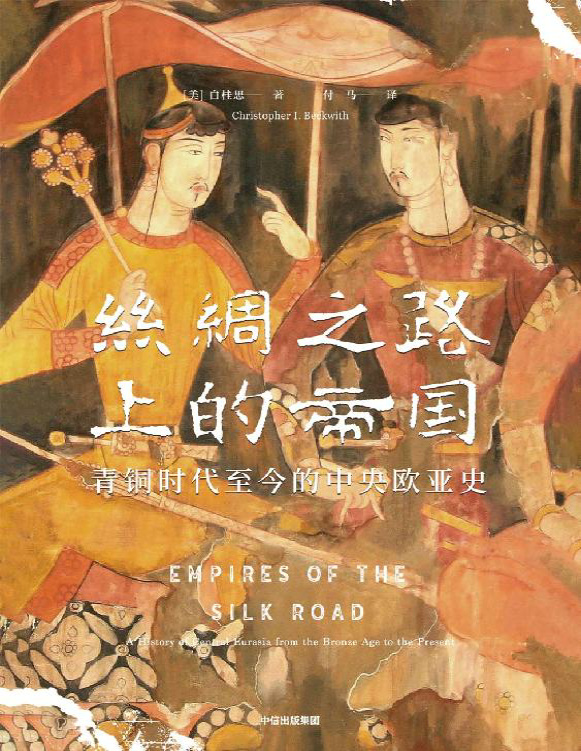 [美] 白桂思 著 付马 译
Christopher I. Beckwith
絲綢之路
上的帝国
青铜时代至今的中央欧亚史
EMPIRES OF THE
SILK ROAD
A History of Central Eurasia from the Bronze Age to the Present
中信出版集团